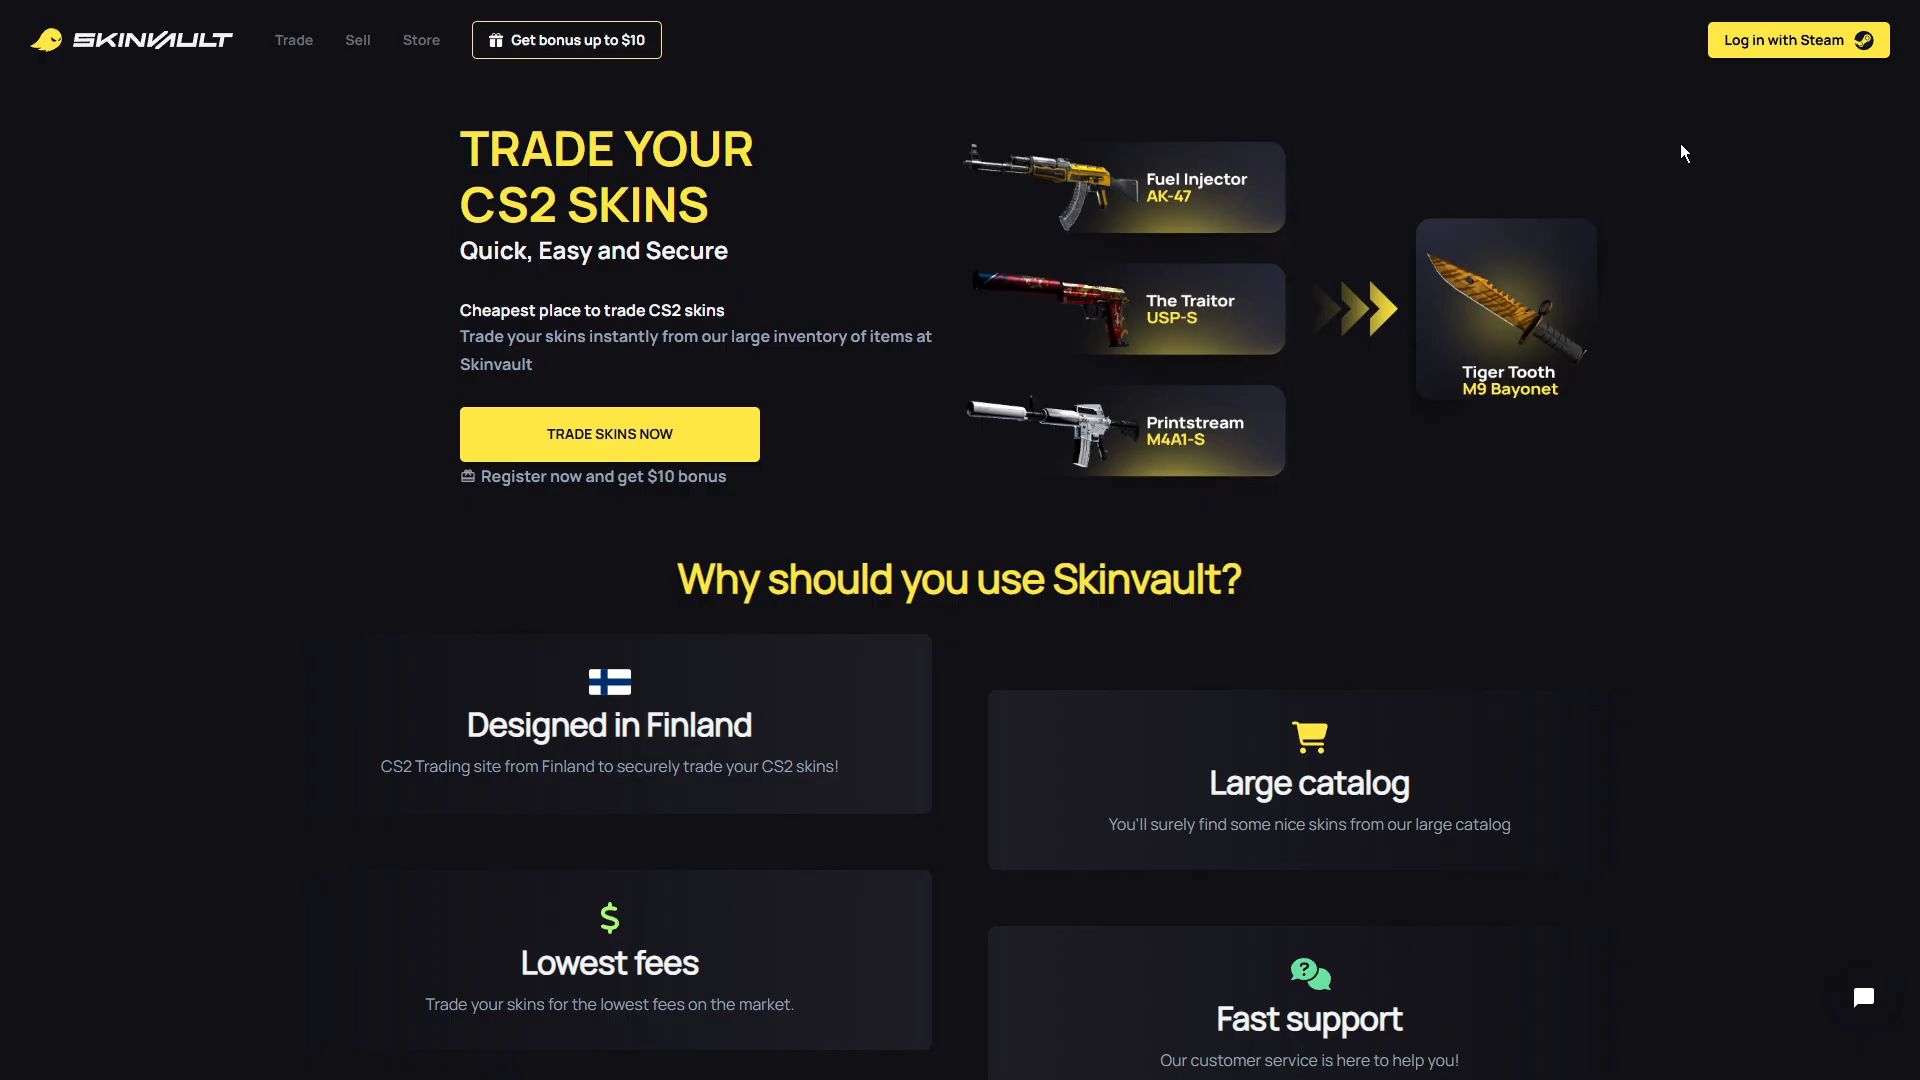 SKINVAULT
Trade
Sell
Store
Get bonus up to $10
Log in with Steam
TRADE YOUR
CS2 SKINS
Quick, Easy and Secure
Cheapest place to trade CS2 skins
Trade your skins instantly from our large inventory of items at
Skinvault
TRADE SKINS NOW
Register now and get $10 bonus
Fuel Injector
AK-47
The Traitor
USP-S
Printstream
M4A1-S
Tiger Tooth
M9 Bayonet
Why should you use Skinvault?
Designed in Finland
CS2 Trading site from Finland to securely trade your CS2 skins!
Large catalog
You'll surely find some nice skins from our large catalog
Lowest fees
Trade your skins for the lowest fees on the market.
Fast support
Our customer service is here to help you!